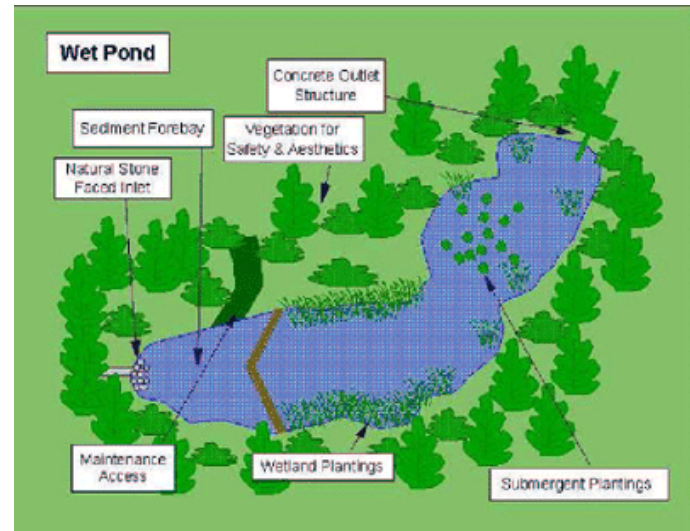 Wet Pond
Concrete Outlet
Structure
Sediment Forebay
Vegetation for
Safety & Aesthetics
Natural Stone
Faced Inlet
Maintenance
Access
Wetland Plantings
Submergent Plantings